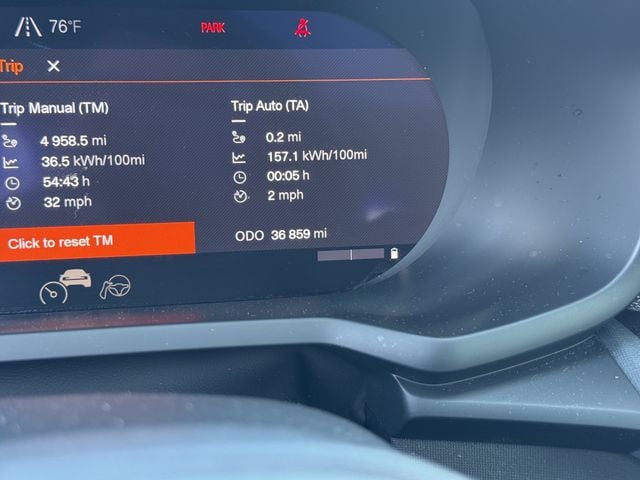 76°F PARK
Trip
Trip Manual (TM)
4 958.5 mi
36.5 kWh/100mi
54:43 h
32 mph
Click to reset TM
Trip Auto (TA)
0.2 mi
157.1 kWh/100mi
00:05 h
2 mph
ODO 36 859 mi